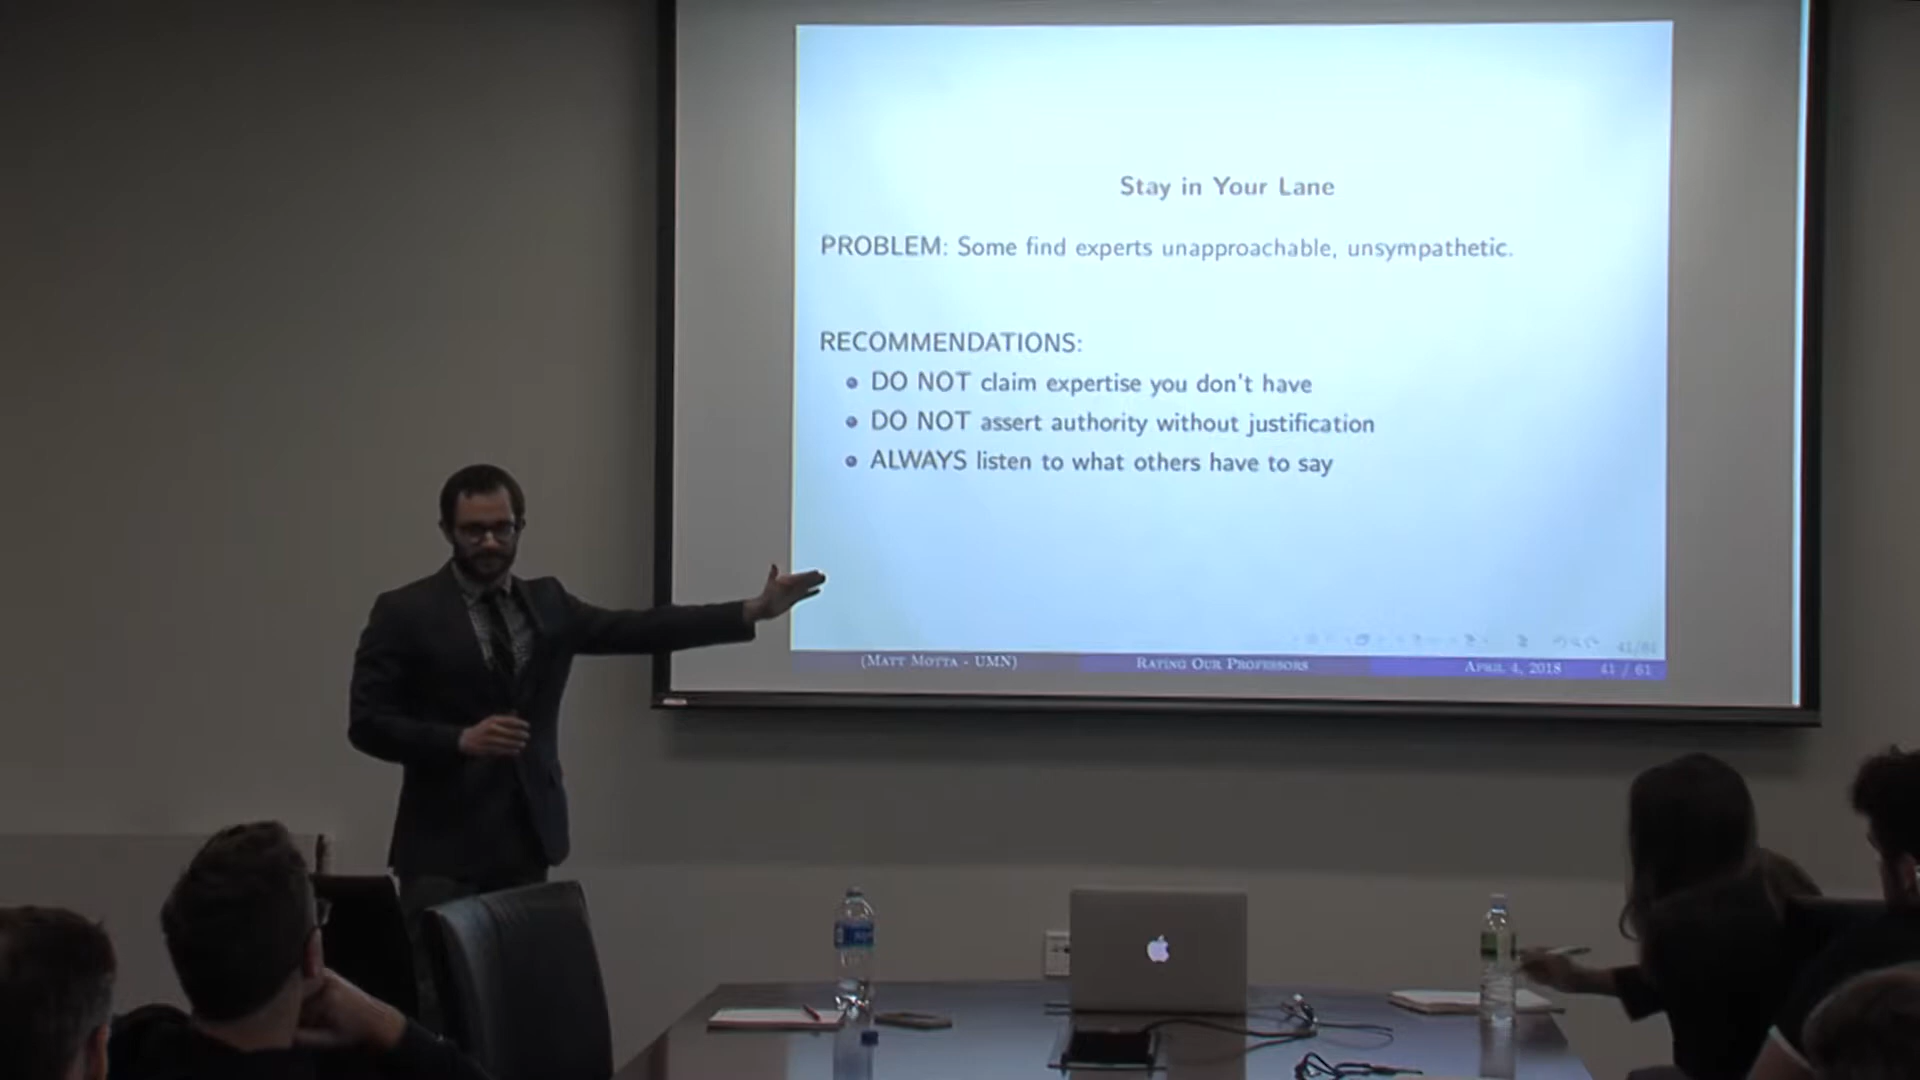 Stay in Your Lane
PROBLEM: Some find experts unapproachable, unsympathetic.
RECOMMENDATIONS:
DO NOT claim expertise you don't have
DO NOT assert authority without justification
ALWAYS listen to what others have to say
41/61
(Matt Motta - UMN) Rating Our Professors April 4, 2018 41 / 61